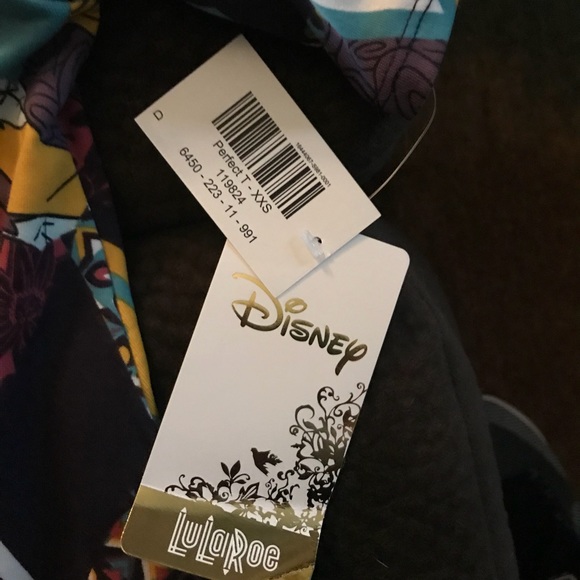 D
Perfect T - XXS
119824
6450 - 223 - 11 - 991
Disney
LuLaRoe